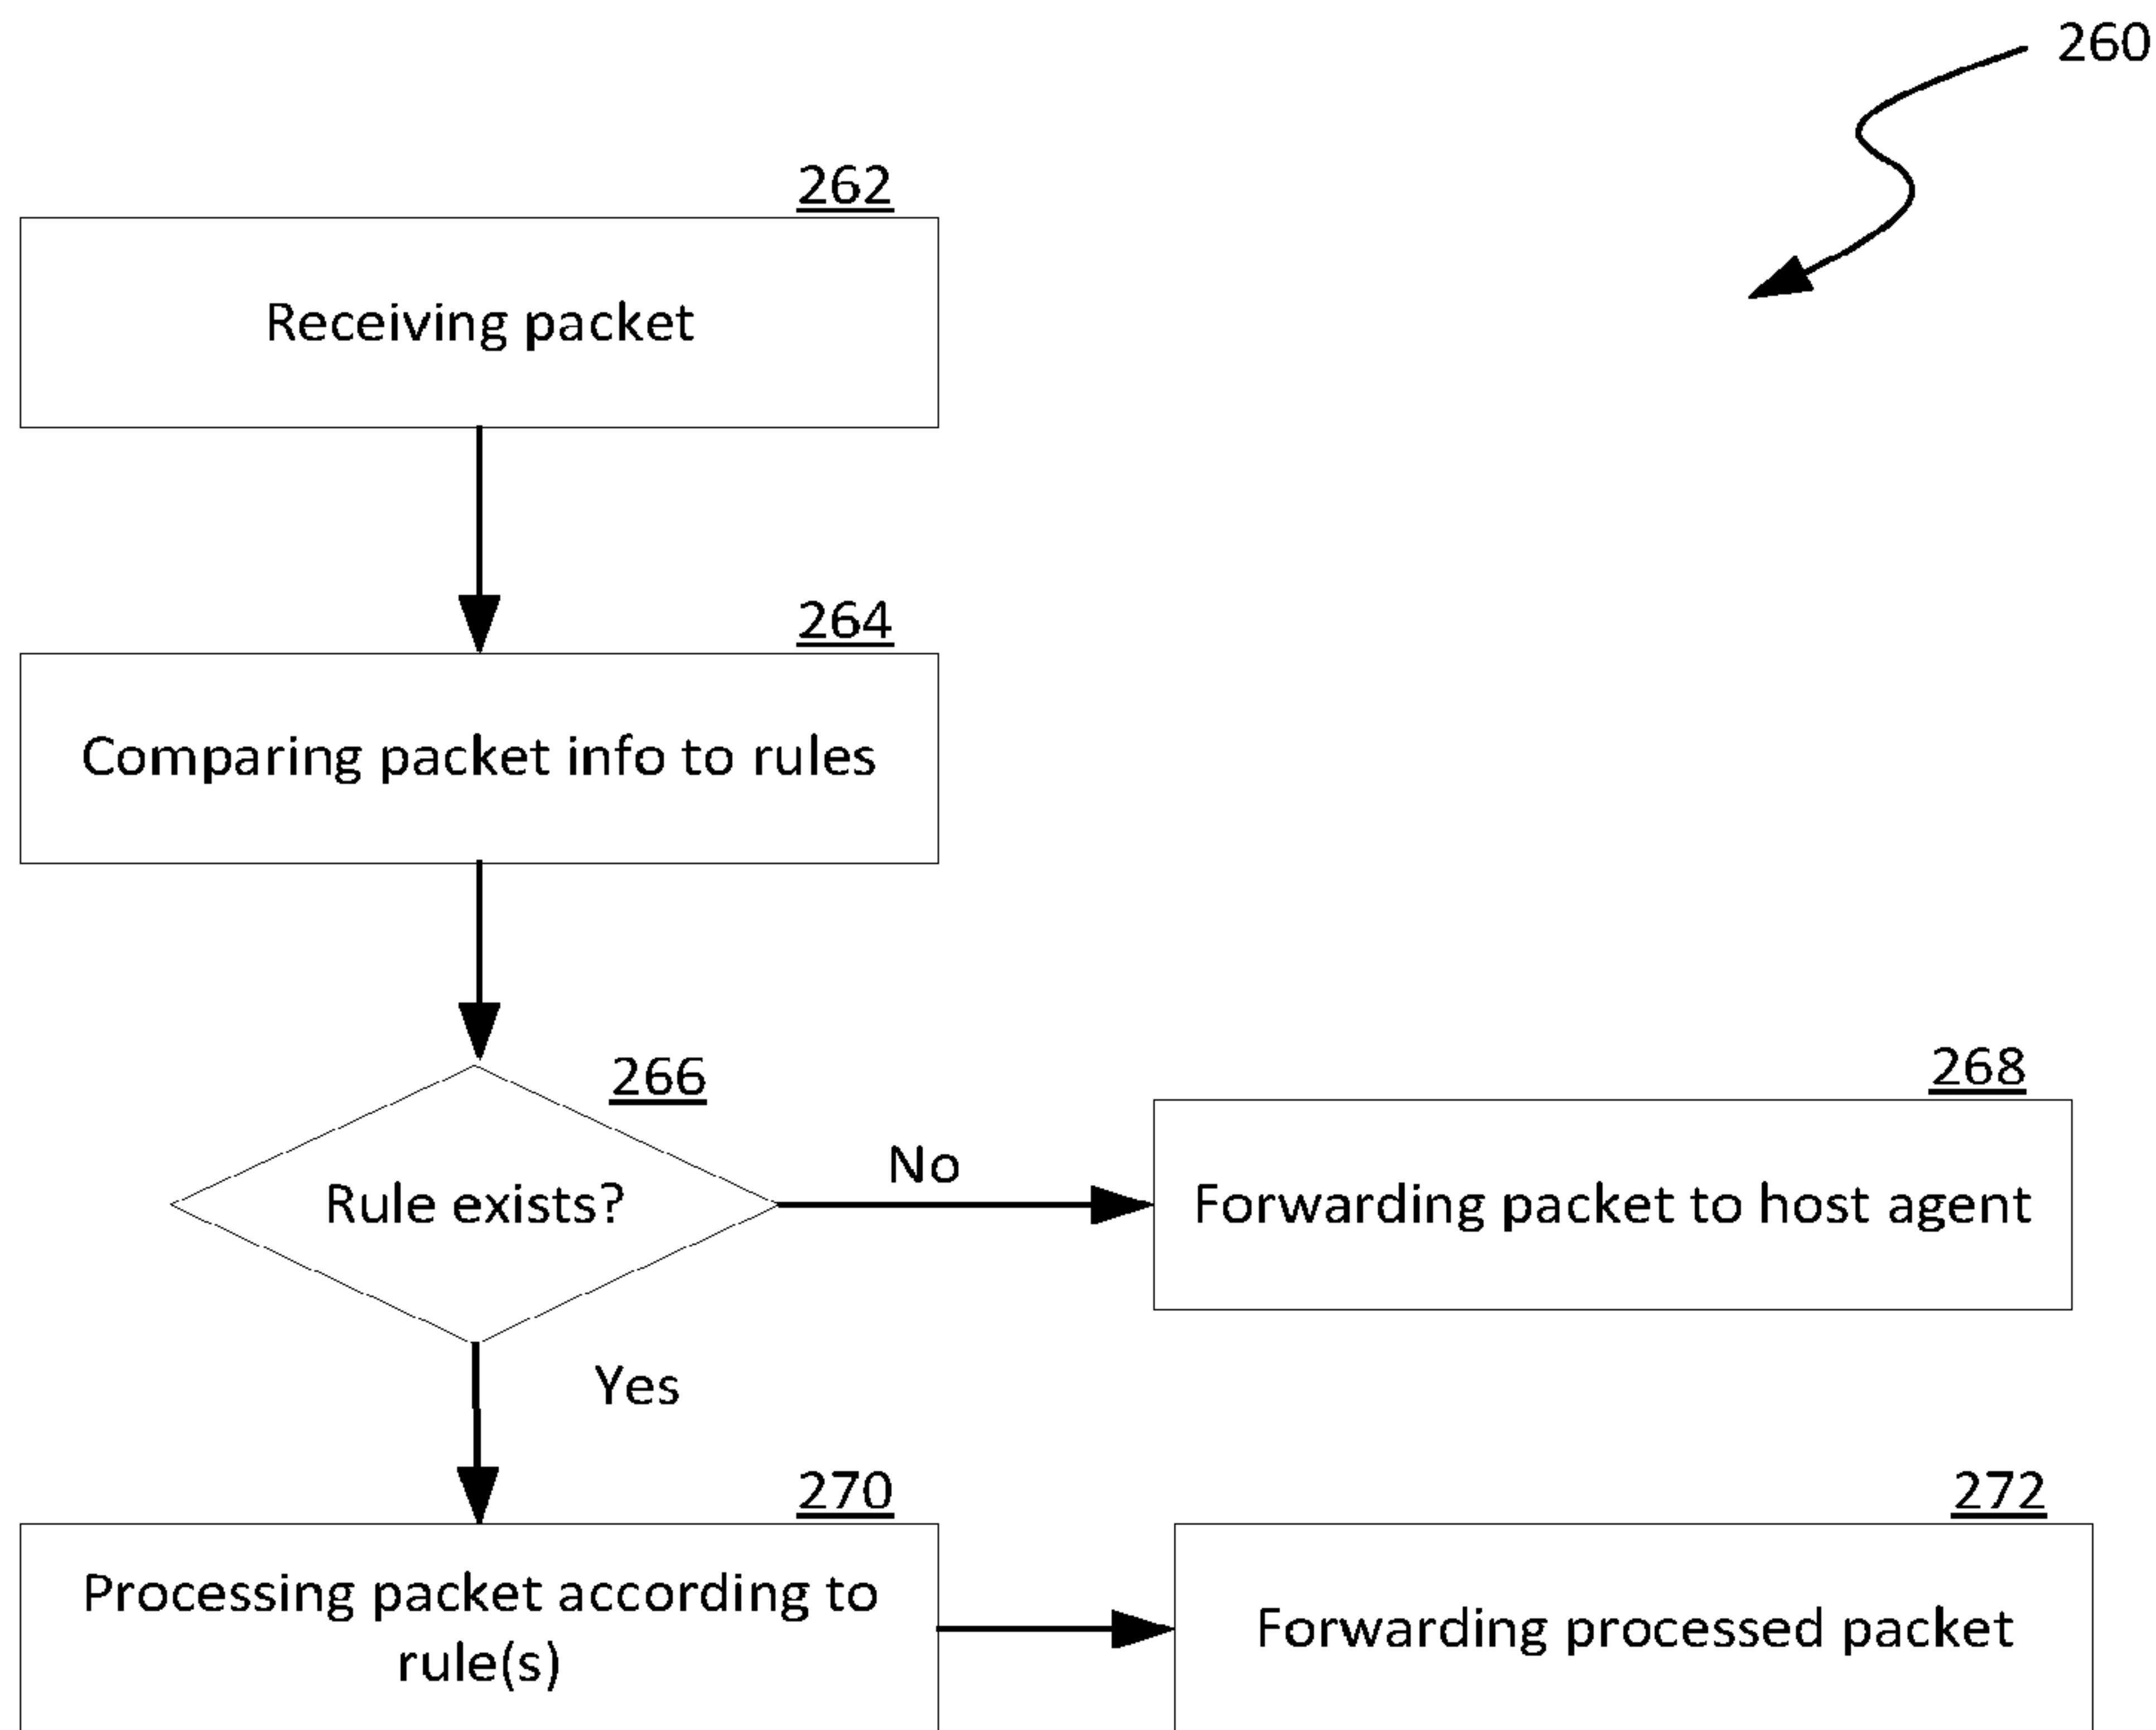 260
262
Receiving packet
264
Comparing packet info to rules
266
Rule exists?
No
268
Forwarding packet to host agent
Yes
270
Processing packet according to
rule(s)
272
Forwarding processed packet